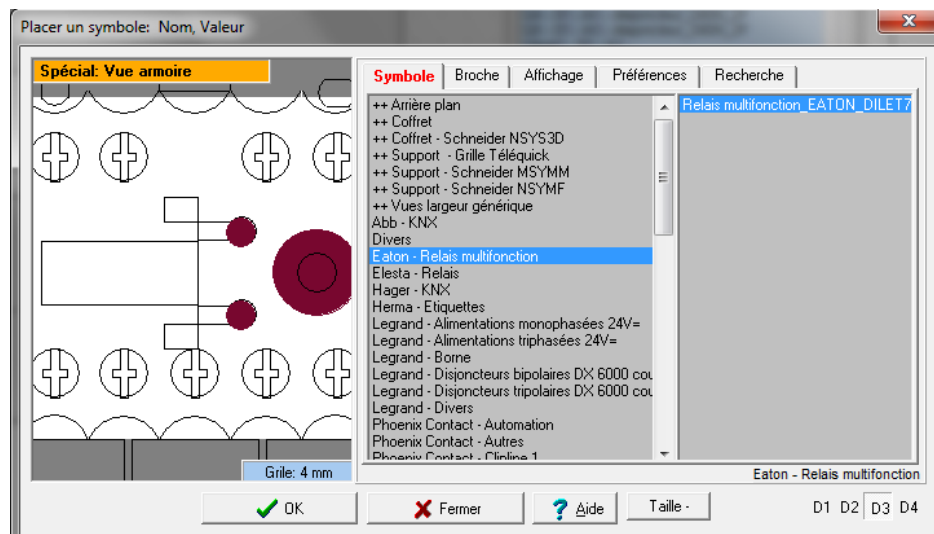 Placer un symbole: Nom, Valeur
x
Spécial: Vue armoire
Symbole Broche Affichage Préférences Recherche
++ Arrière plan
++ Coffret
++ Coffret - Schneider NSYS3D
++ Support - Grille Téléquick
++ Support - Schneider MSYMM
++ Support - Schneider NSYMF
++ Vues largeur générique
Abb - KNX
Divers
Eaton - Relais multifonction
Elesta - Relais
Hager - KNX
Herma - Etiquettes
Legrand - Alimentations monophasées 24V=
Legrand - Alimentations triphasées 24V=
Legrand - Borne
Legrand - Disjoncteurs bipolaires DX 6000 cou
Legrand - Disjoncteurs tripolaires DX 6000 cou
Legrand - Divers
Phoenix Contact - Automation
Phoenix Contact - Autres
Phoenix Contact - Clipline 1
Relais multifonction_EATON_DILET7
Grile: 4 mm
Eaton - Relais multifonction
OK Fermer Aide Taille - D1 D2 D3 D4